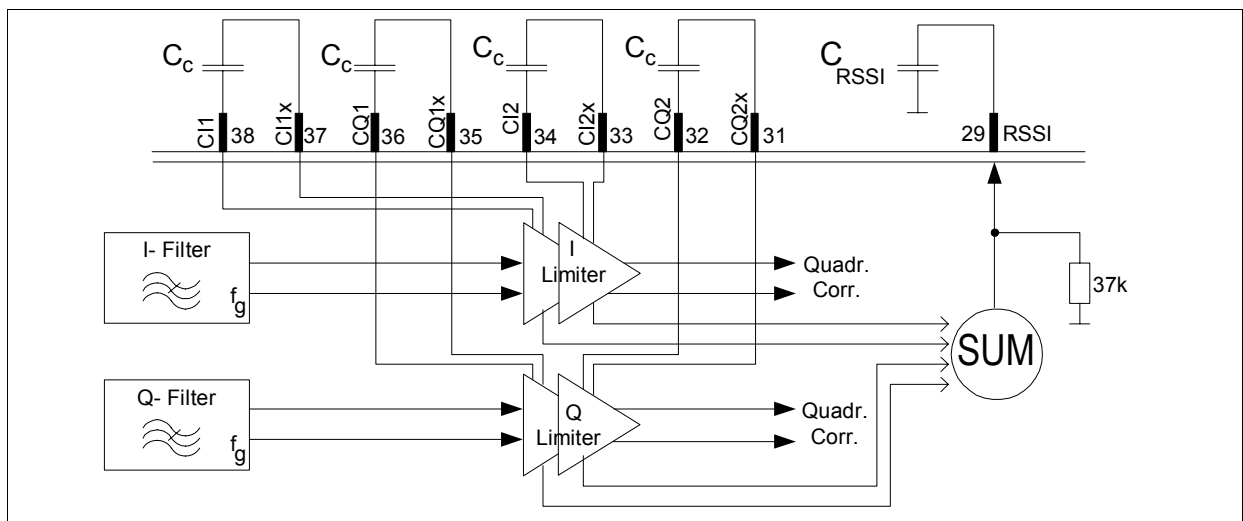 Cc
Cc
Cc
Cc
CRSSI
CI1
38
CI1x
37
CQ1
36
CQ1x
35
CI2
34
CI2x
33
CQ2
32
CQ2x
31
29
RSSI
I- Filter
fg
I
Limiter
Quadr.
Corr.
37k
SUM
Q- Filter
fg
Q
Limiter
Quadr.
Corr.